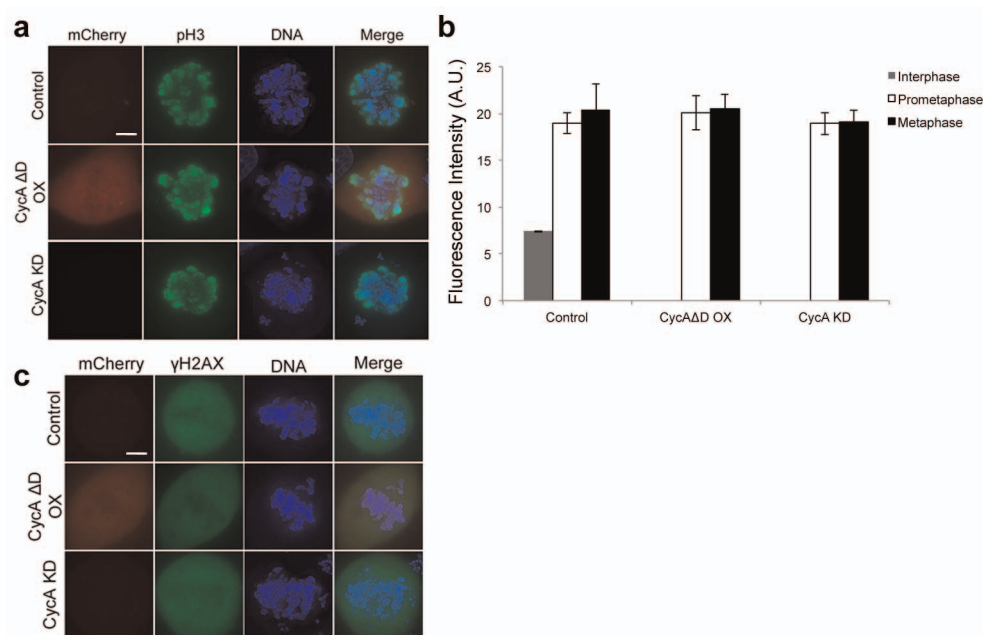 a
mCherry pH3 DNA Merge
Control
CycA ΔD OX
CycA KD
b
Fluorescence Intensity (A.U.)
25
20
15
10
5
0
Control CycAΔD OX CycA KD
Interphase
Prometaphase
Metaphase
c
mCherry γH2AX DNA Merge
Control
CycA ΔD OX
CycA KD